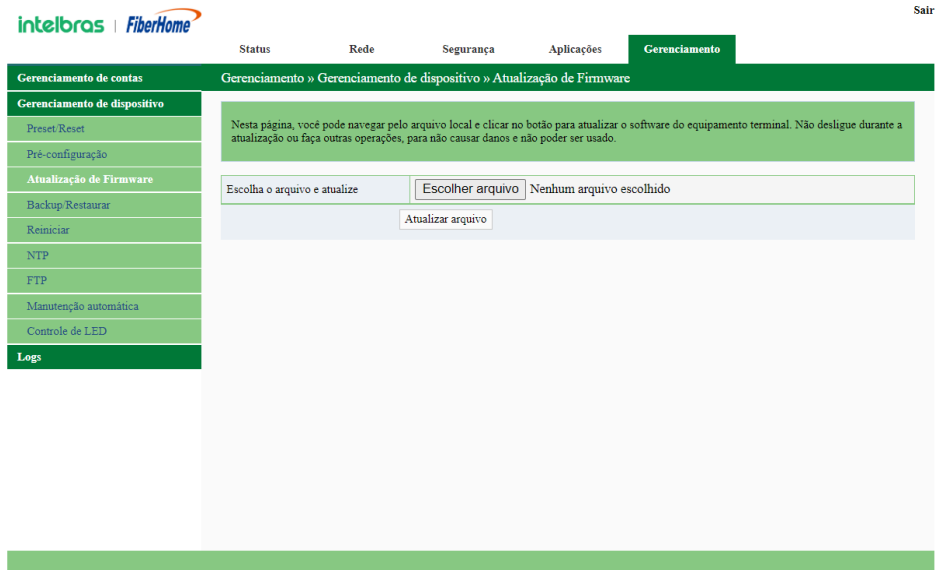 Sair
intelbras | FiberHome
Status Rede Segurança Aplicações Gerenciamento
Gerenciamento de contas
Gerenciamento » Gerenciamento de dispositivo » Atualização de Firmware
Gerenciamento de dispositivo
Preset/Reset
Pré-configuração
Atualização de Firmware
Backup/Restaurar
Reiniciar
NTP
FTP
Manutenção automática
Controle de LED
Logs
Nesta página, você pode navegar pelo arquivo local e clicar no botão para atualizar o software do equipamento terminal. Não desligue durante a
atualização ou faça outras operações, para não causar danos e não poder ser usado.
Escolha o arquivo e atualize Escolher arquivo Nenhum arquivo escolhido
Atualizar arquivo